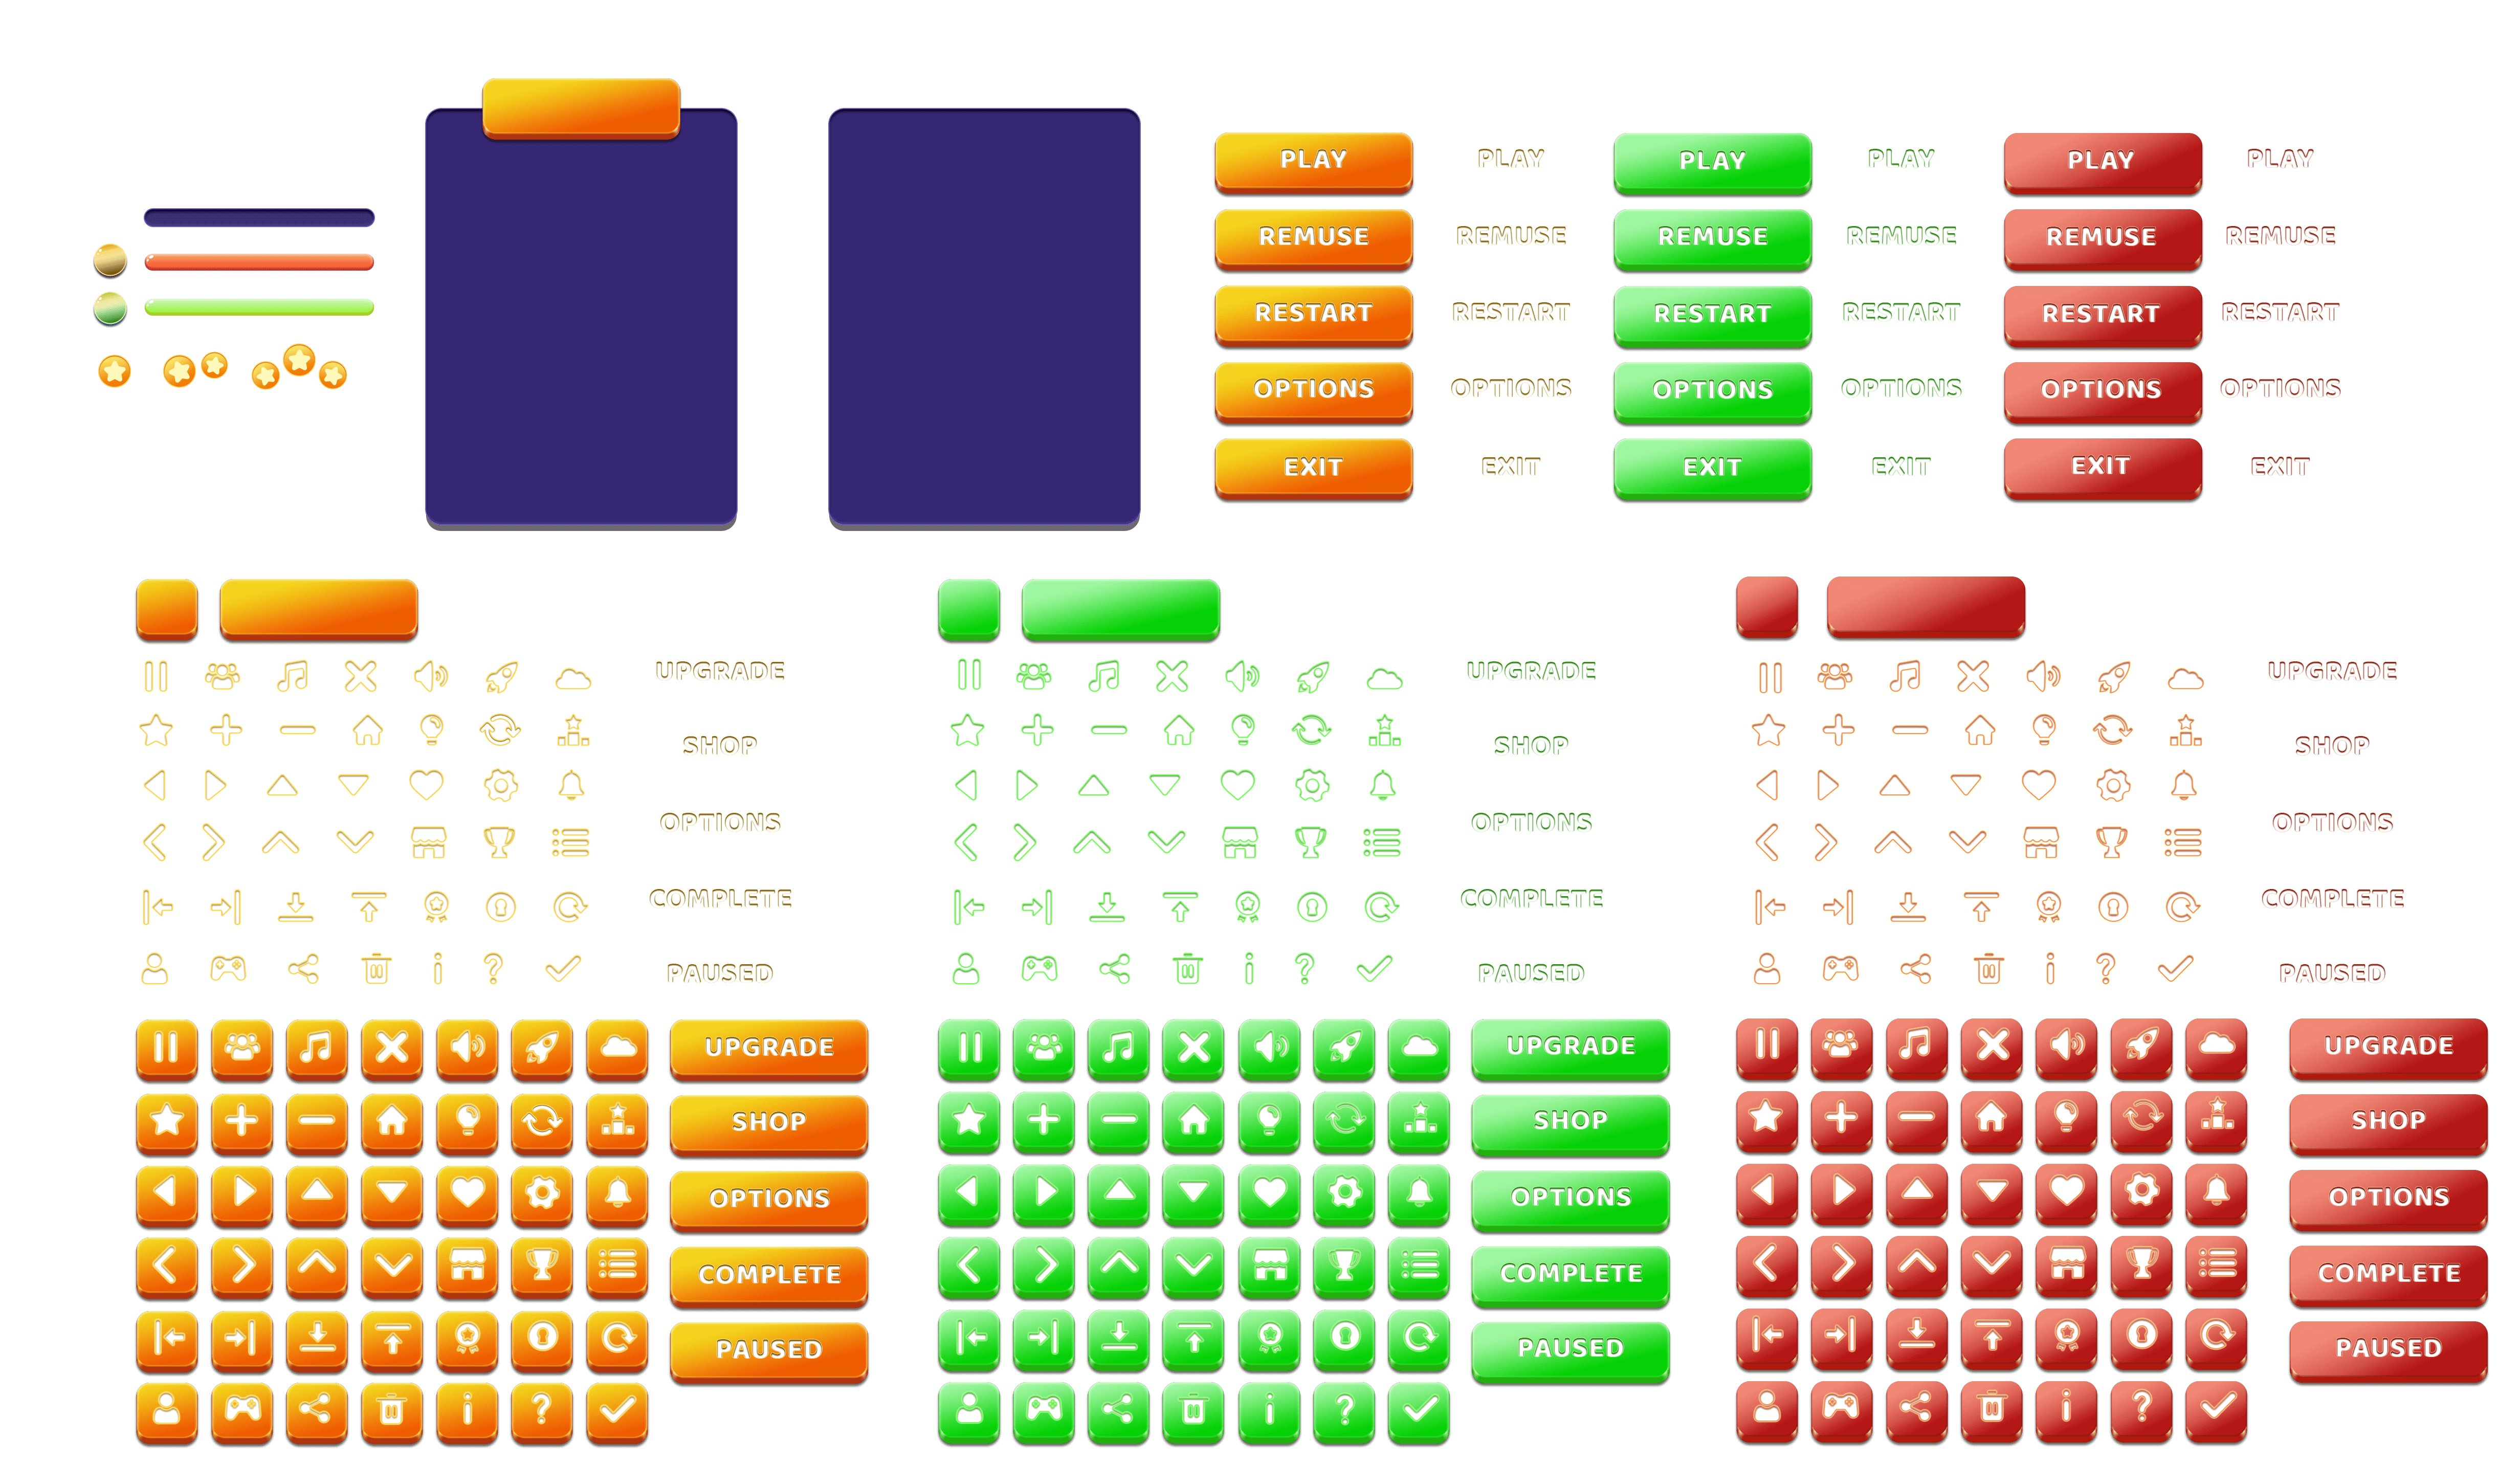 PLAY PLAY PLAY PLAY PLAY PLAY
REMUSE REMUSE REMUSE REMUSE REMUSE REMUSE
RESTART RESTART RESTART RESTART RESTART RESTART
OPTIONS OPTIONS OPTIONS OPTIONS OPTIONS OPTIONS
EXIT EXIT EXIT EXIT EXIT EXIT
UPGRADE UPGRADE UPGRADE
SHOP SHOP SHOP
OPTIONS OPTIONS OPTIONS
COMPLETE COMPLETE COMPLETE
i ? i ? i ?
PAUSED PAUSED PAUSED
UPGRADE UPGRADE UPGRADE
SHOP SHOP SHOP
OPTIONS OPTIONS OPTIONS
COMPLETE COMPLETE COMPLETE
PAUSED PAUSED PAUSED
i ? i ? i ?